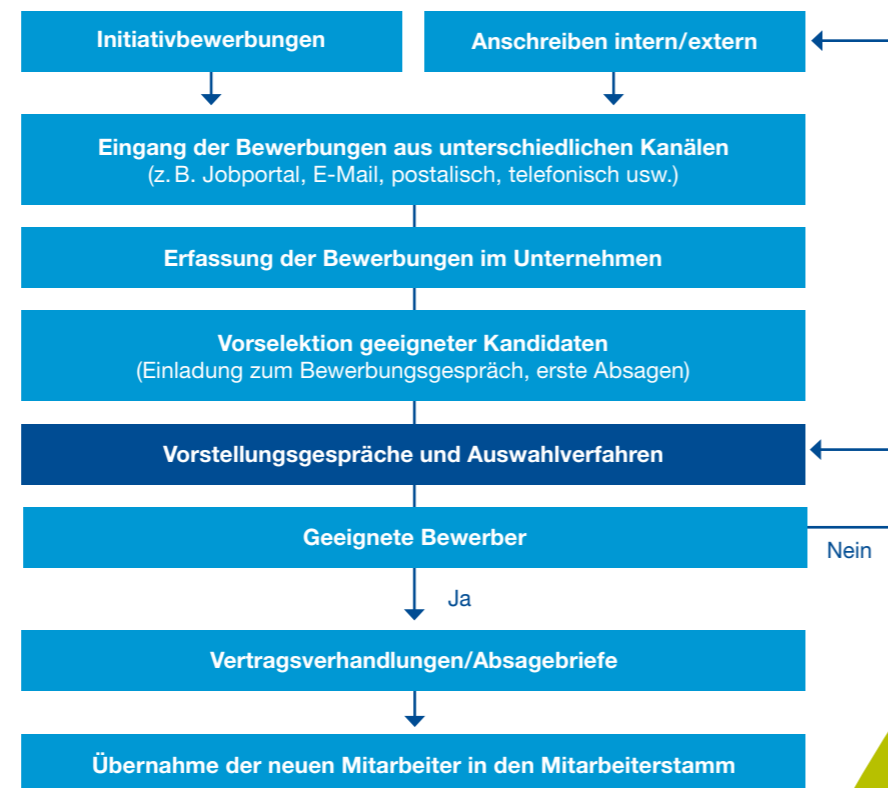 Initiativbewerbungen
Anschreiben intern/extern
Eingang der Bewerbungen aus unterschiedlichen Kanälen
(z. B. Jobportal, E-Mail, postalisch, telefonisch usw.)
Erfassung der Bewerbungen im Unternehmen
Vorselektion geeigneter Kandidaten
(Einladung zum Bewerbungsgespräch, erste Absagen)
Vorstellungsgespräche und Auswahlverfahren
Geeignete Bewerber
Nein
Ja
Vertragsverhandlungen/Absagebriefe
Übernahme der neuen Mitarbeiter in den Mitarbeiterstamm